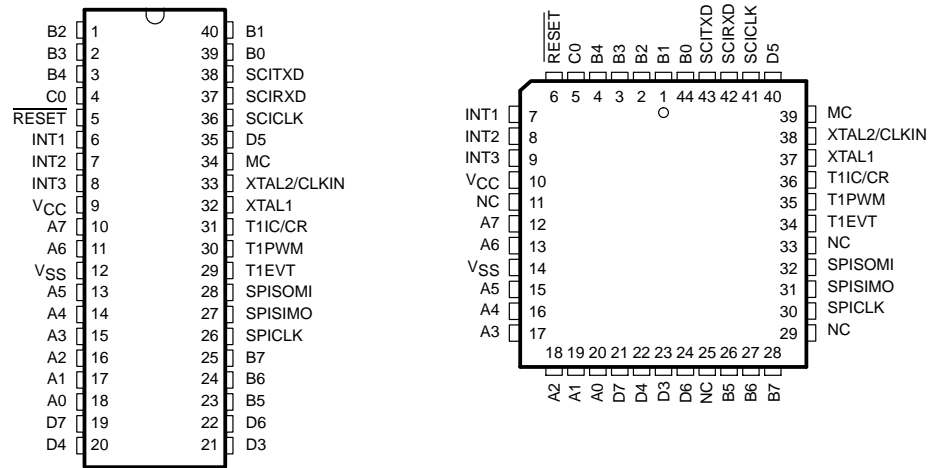 B2 1 40 B1
B3 2 39 B0
B4 3 38 SCITXD
C0 4 37 SCIRXD
RESET 5 36 SCICLK
INT1 6 35 D5
INT2 7 34 MC
INT3 8 33 XTAL2/CLKIN
VCC 9 32 XTAL1
A7 10 31 T1IC/CR
A6 11 30 T1PWM
VSS 12 29 T1EVT
A5 13 28 SPISOMI
A4 14 27 SPISIMO
A3 15 26 SPICLK
A2 16 25 B7
A1 17 24 B6
A0 18 23 B5
D7 19 22 D6
D4 20 21 D3
RESET C0 B4 B3 B2 B1 B0 SCITXD SCIRXD SCICLK D5
6 5 4 3 2 1 44 43 42 41 40
INT1 7 39 MC
INT2 8 38 XTAL2/CLKIN
INT3 9 37 XTAL1
VCC 10 36 T1IC/CR
NC 11 35 T1PWM
A7 12 34 T1EVT
A6 13 33 NC
VSS 14 32 SPISOMI
A5 15 31 SPISIMO
A4 16 30 SPICLK
A3 17 29 NC
18 19 20 21 22 23 24 25 26 27 28
A2 A1 A0 D7 D4 D3 D6 NC B5 B6 B7